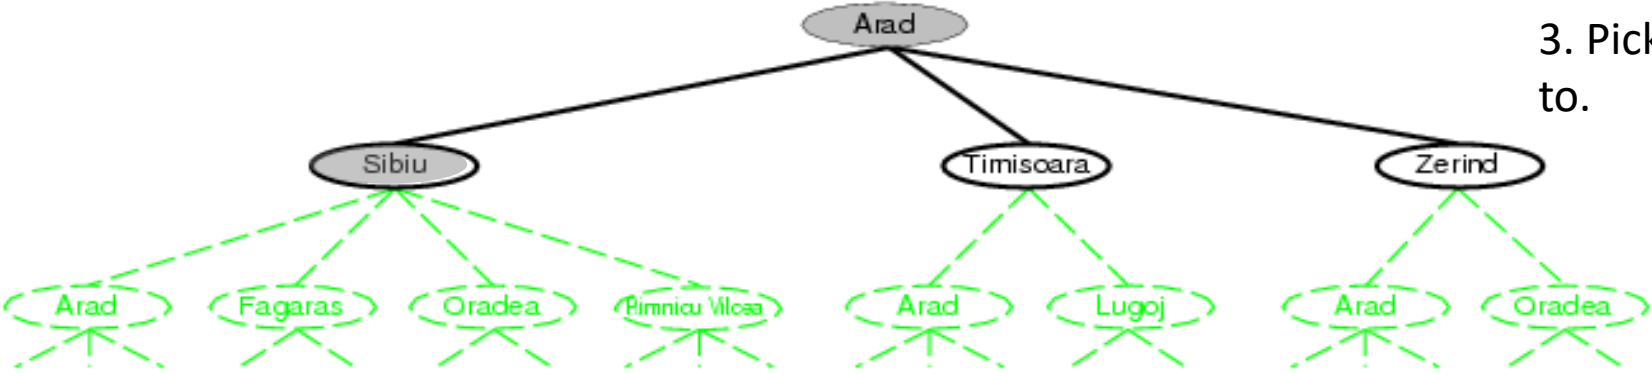 Arad
3. Pick
to.
Sibiu
Timisoara
Zerind
Arad
Fagaras
Oradea
Rimnicu Vilcea
Arad
Lugoj
Arad
Oradea